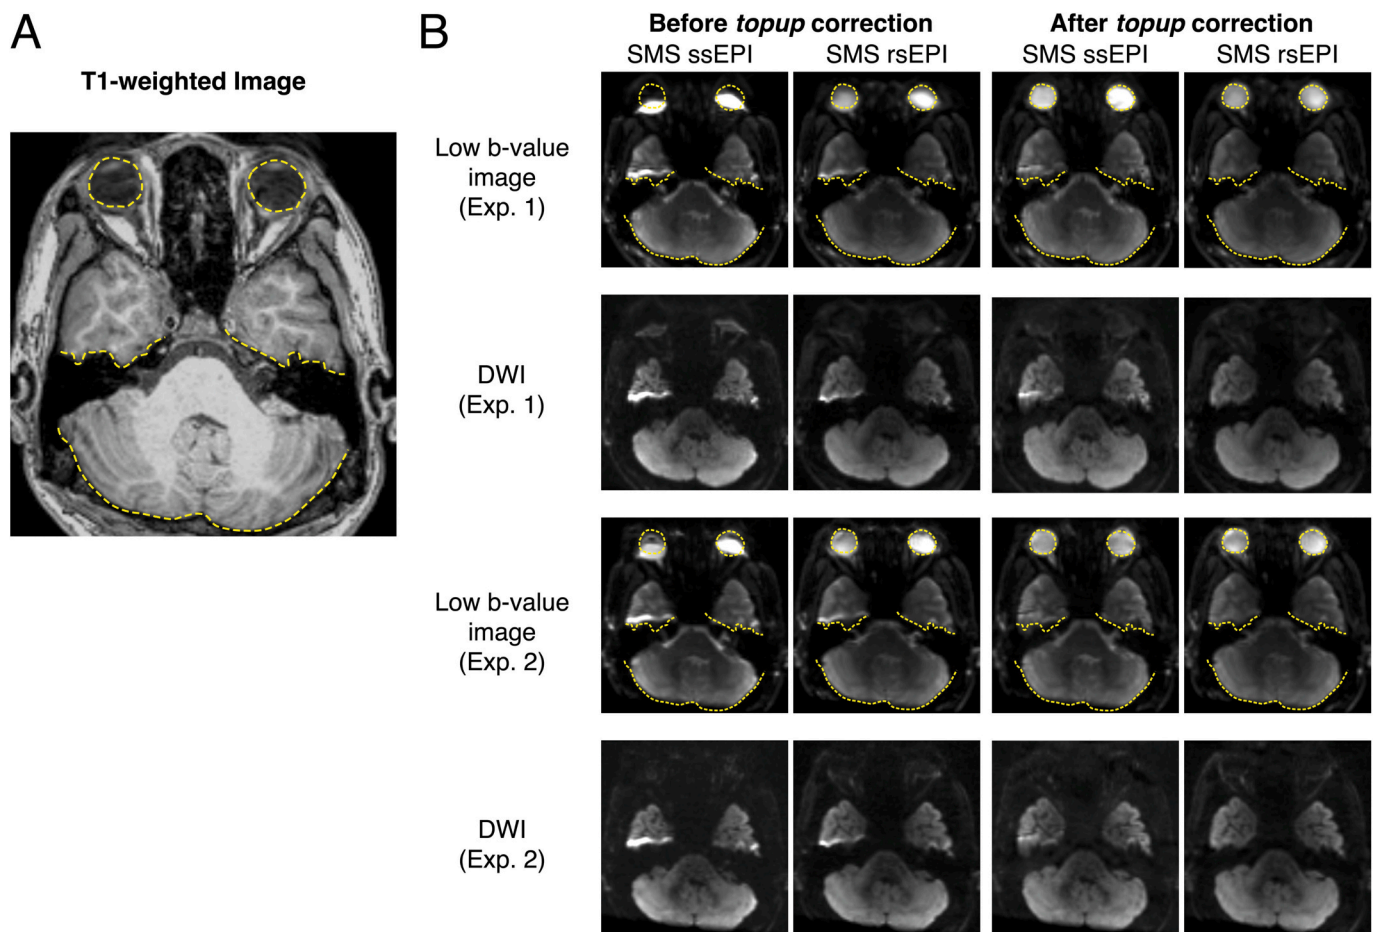 A
T1-weighted Image
B
Before topup correction
After topup correction
SMS ssEPI
SMS rsEPI
SMS ssEPI
SMS rsEPI
Low b-value
image
(Exp. 1)
DWI
(Exp. 1)
Low b-value
image
(Exp. 2)
DWI
(Exp. 2)